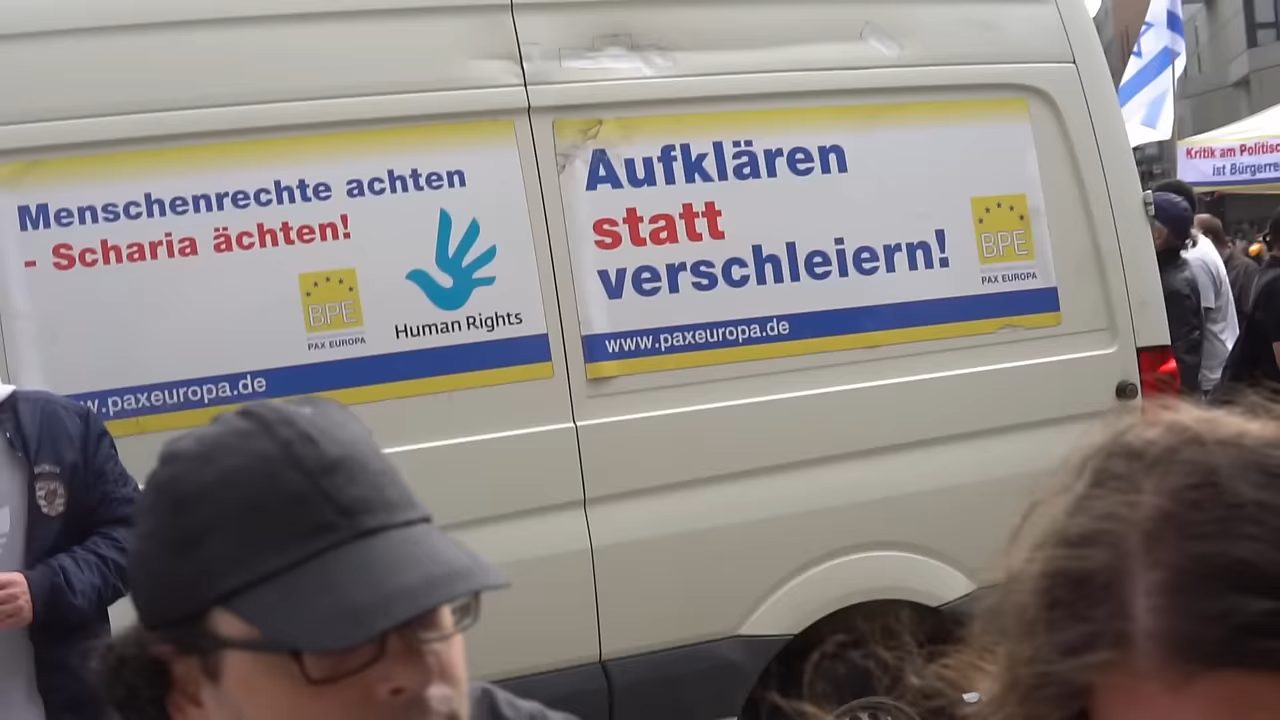 Menschenrechte achten
- Scharia ächten!
BPE
PAX EUROPA
Human Rights
w.paxeuropa.de
Aufklären
statt
verschleiern!
BPE
PAX EUROPA
www.paxeuropa.de
Kritik am Politisc
ist Bürgerre